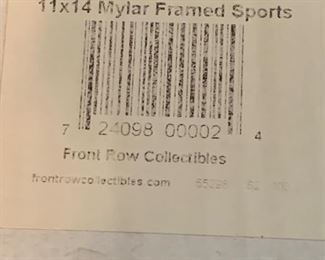 11x14 Mylar Framed Sports
7 24098 00002 4
Front Row Collectibles
frontrowcollectibles.com